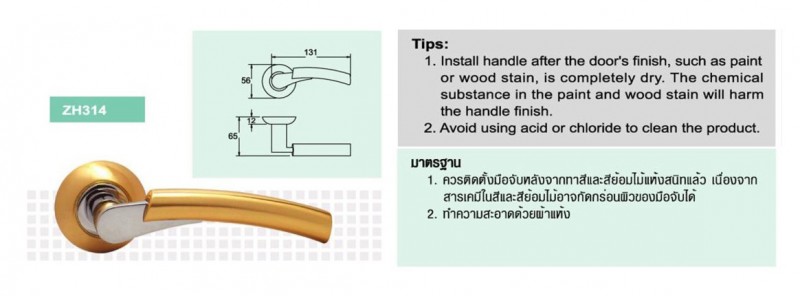 ZH314
131
56
12
65
Tips:
1. Install handle after the door's finish, such as paint
or wood stain, is completely dry. The chemical
substance in the paint and wood stain will harm
the handle finish.
2. Avoid using acid or chloride to clean the product.
มาตรฐาน
1. ควรติดตั้งมือจับหลังจากทาสีและสีย้อมไม้แห้งสนิทแล้ว เนื่องจาก
สารเคมีในสีและสีย้อมไม้อาจกัดกร่อนผิวของมือจับได้
2. ทำความสะอาดด้วยผ้าแห้ง